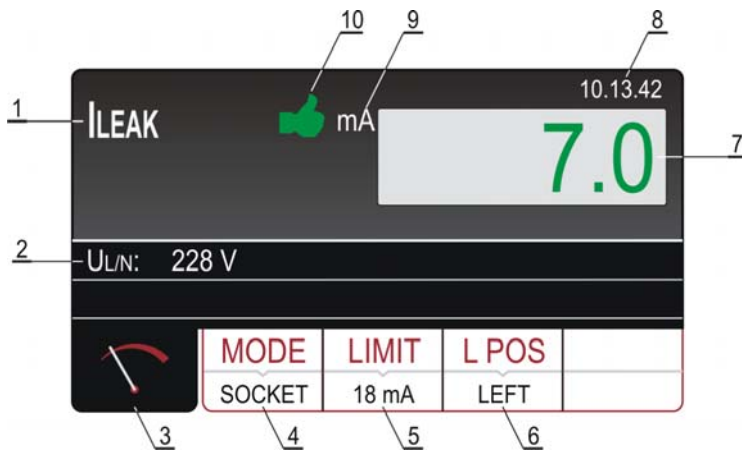 10 9 8
10.13.42
1 ILEAK mA
7.0 7
2 UL/N: 228 V
MODE LIMIT L POS
SOCKET 18 mA LEFT
3 4 5 6